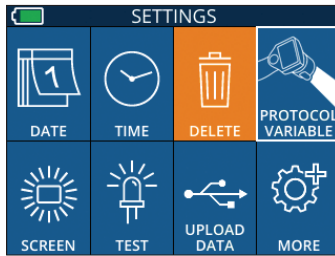 SETTINGS
1
DATE
TIME
DELETE
PROTOCOL
VARIABLE
SCREEN
TEST
UPLOAD
DATA
MORE